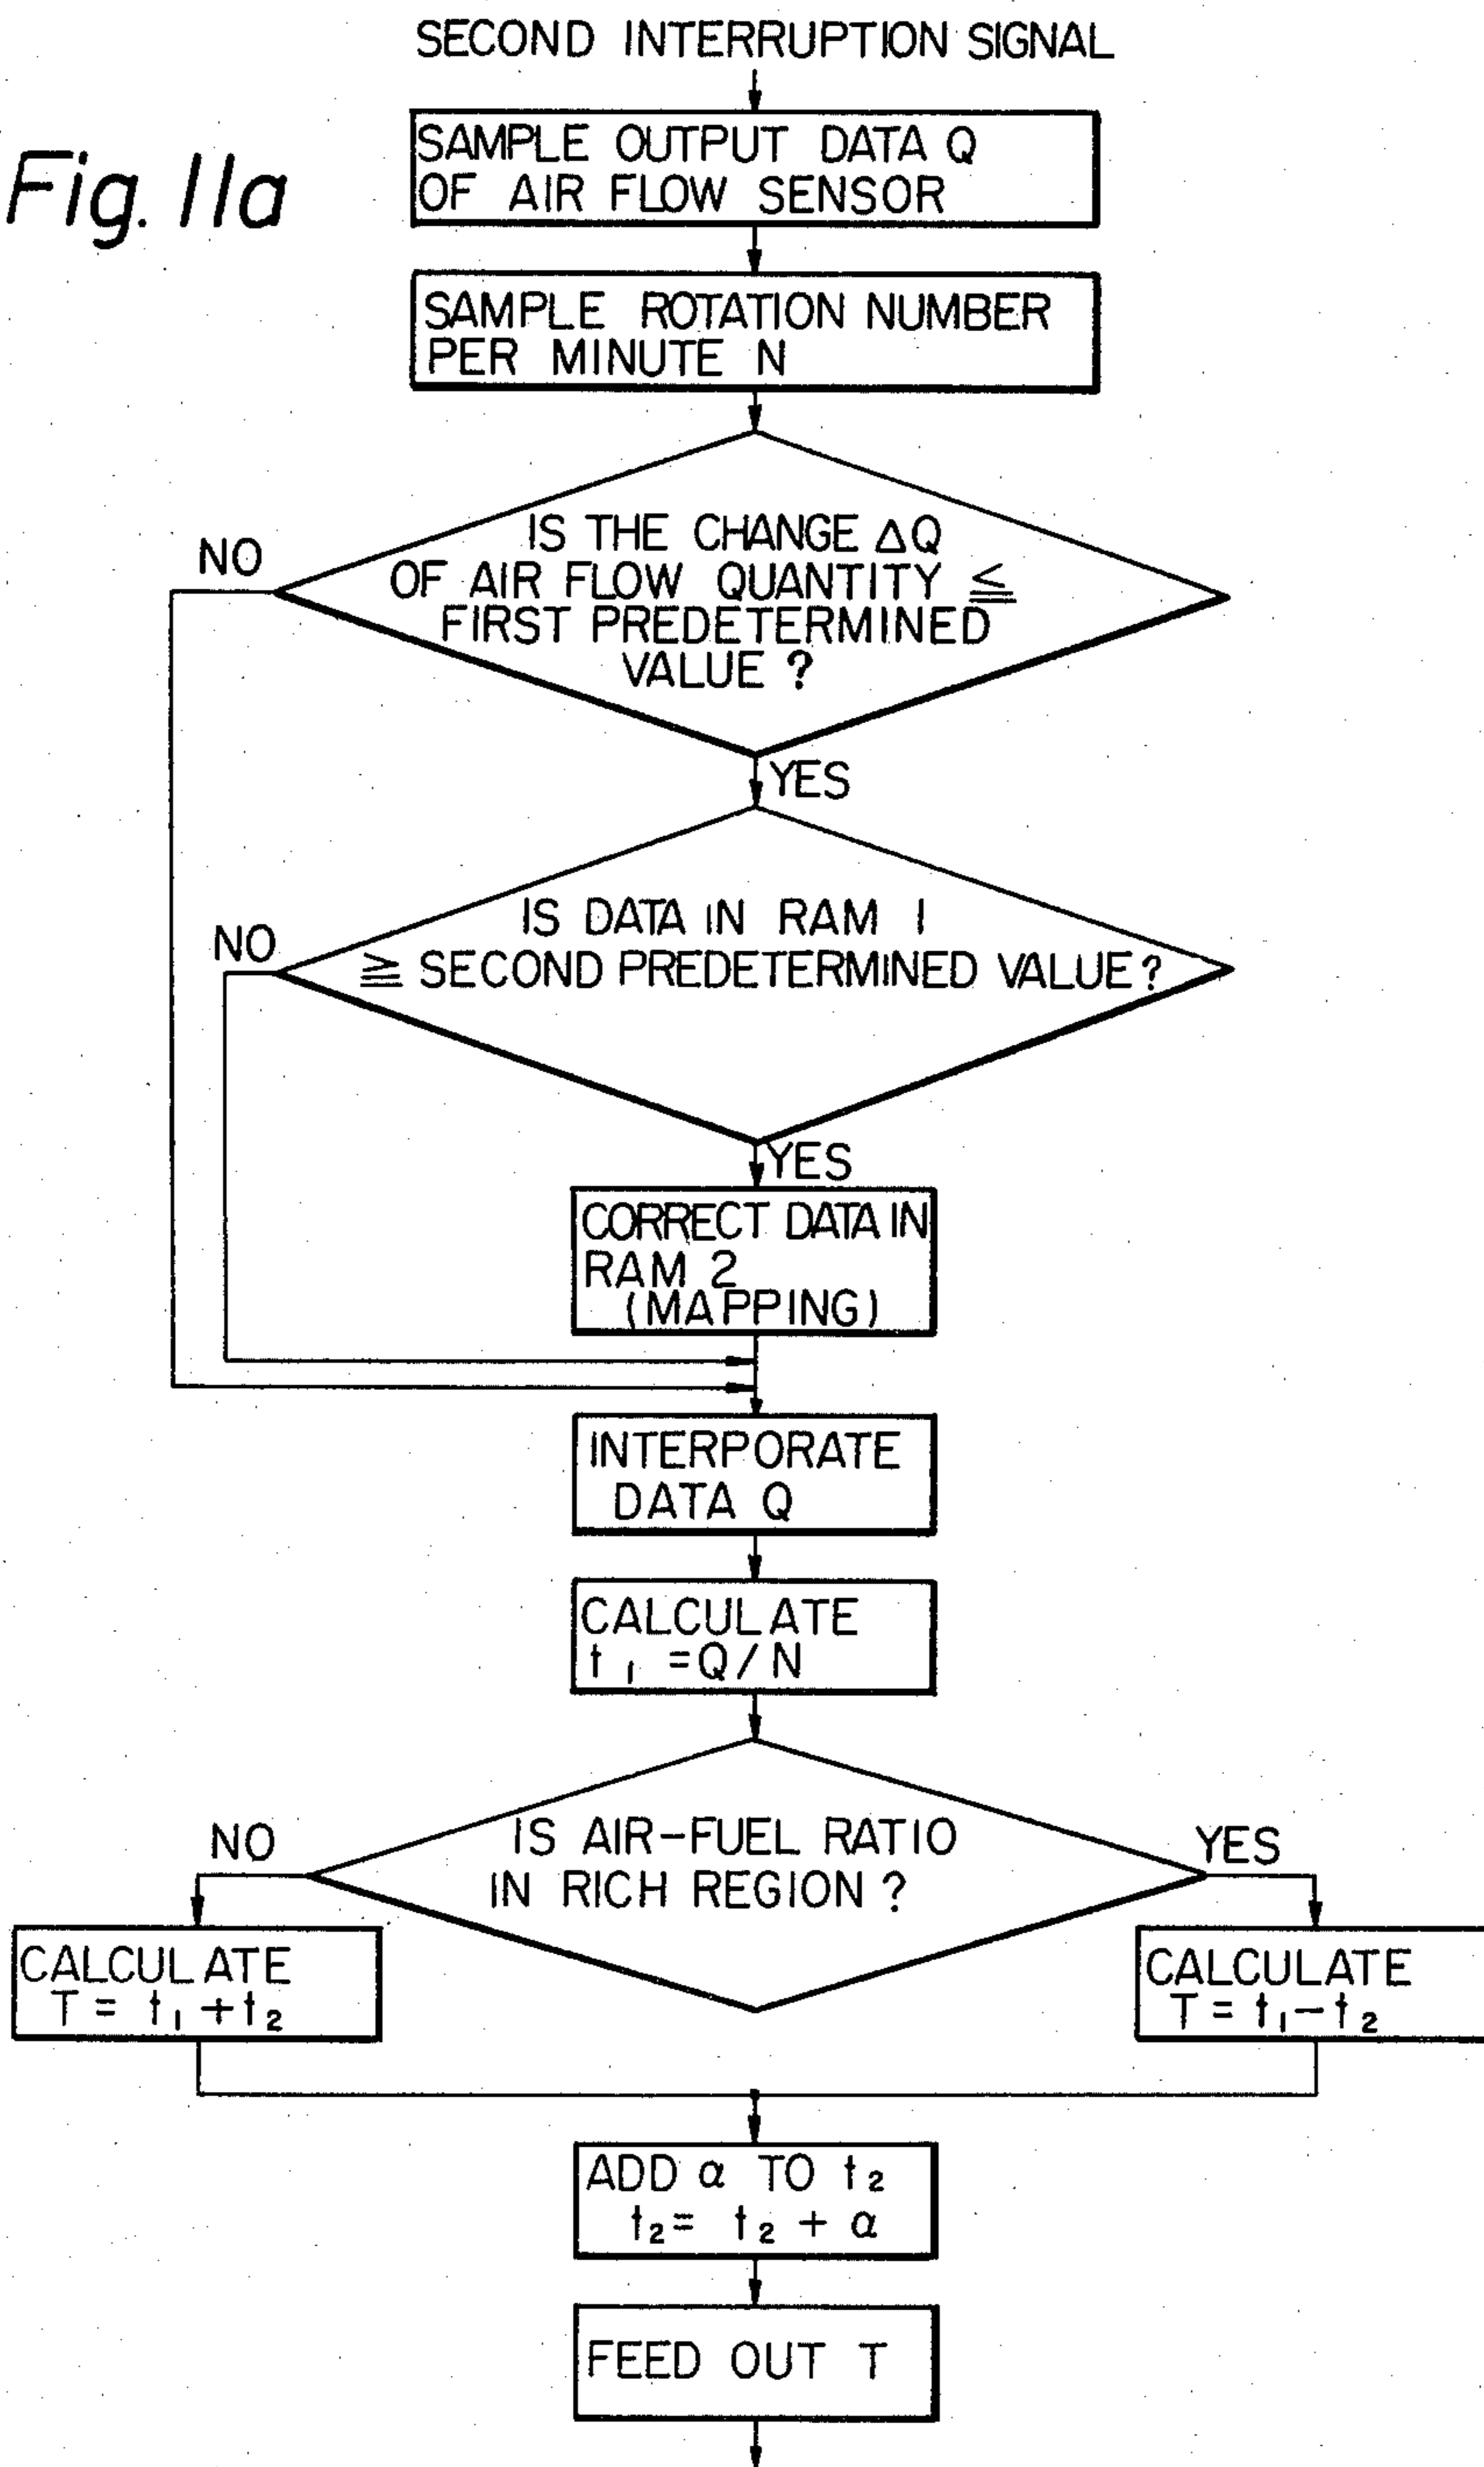 SECOND INTERRUPTION SIGNAL
Fig. 11a
SAMPLE OUTPUT DATA Q
OF AIR FLOW SENSOR
SAMPLE ROTATION NUMBER
PER MINUTE N
IS THE CHANGE ΔQ
OF AIR FLOW QUANTITY ≦
FIRST PREDETERMINED
VALUE ?
NO
YES
IS DATA IN RAM 1
≧ SECOND PREDETERMINED VALUE?
NO
YES
CORRECT DATA IN
RAM 2
(MAPPING)
INTERPORATE
DATA Q
CALCULATE
t₁ = Q/N
IS AIR-FUEL RATIO
IN RICH REGION ?
NO
YES
CALCULATE
T = t₁ + t₂
CALCULATE
T = t₁ - t₂
ADD α TO t₂
t₂ = t₂ + α
FEED OUT T